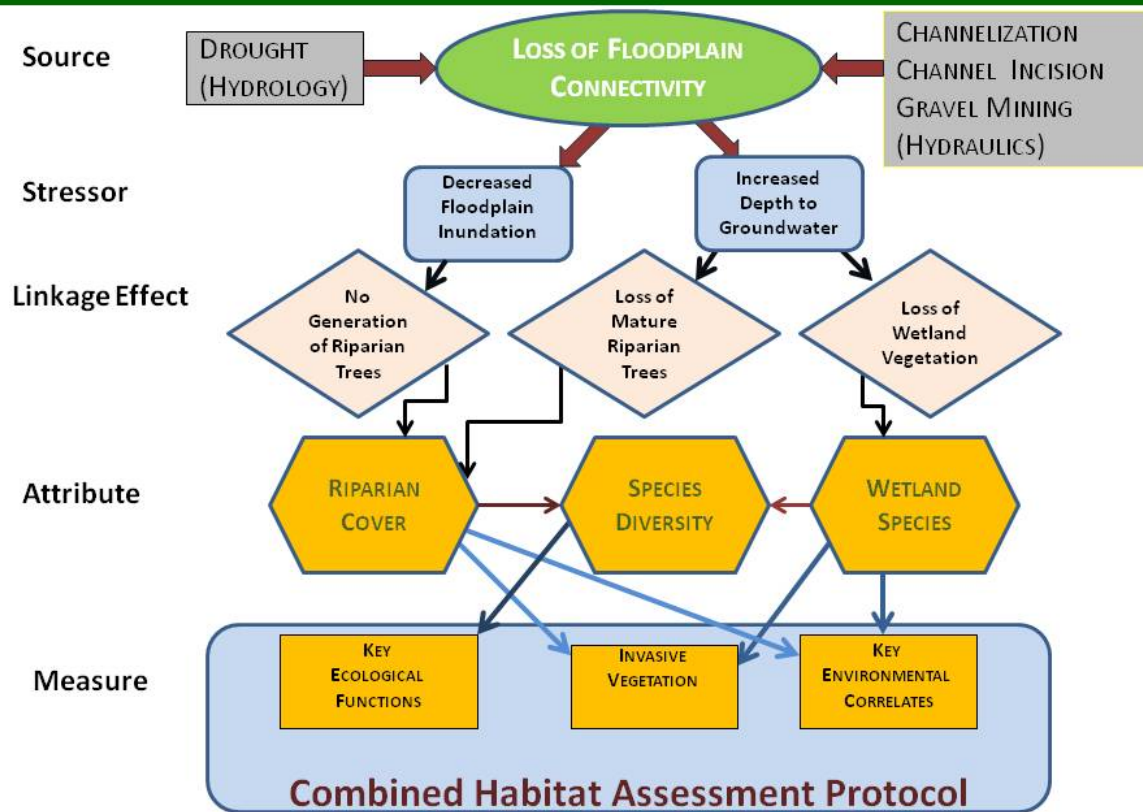 Source
DROUGHT
(HYDROLOGY)
LOSS OF FLOODPLAIN
CONNECTIVITY
CHANNELIZATION
CHANNEL INCISION
GRAVEL MINING
(HYDRAULICS)
Stressor
Decreased
Floodplain
Inundation
Increased
Depth to
Groundwater
Linkage Effect
No
Generation
of Riparian
Trees
Loss of
Mature
Riparian
Trees
Loss of
Wetland
Vegetation
Attribute
RIPARIAN
COVER
SPECIES
DIVERSITY
WETLAND
SPECIES
Measure
KEY
ECOLOGICAL
FUNCTIONS
INVASIVE
VEGETATION
KEY
ENVIRONMENTAL
CORRELATES
Combined Habitat Assessment Protocol